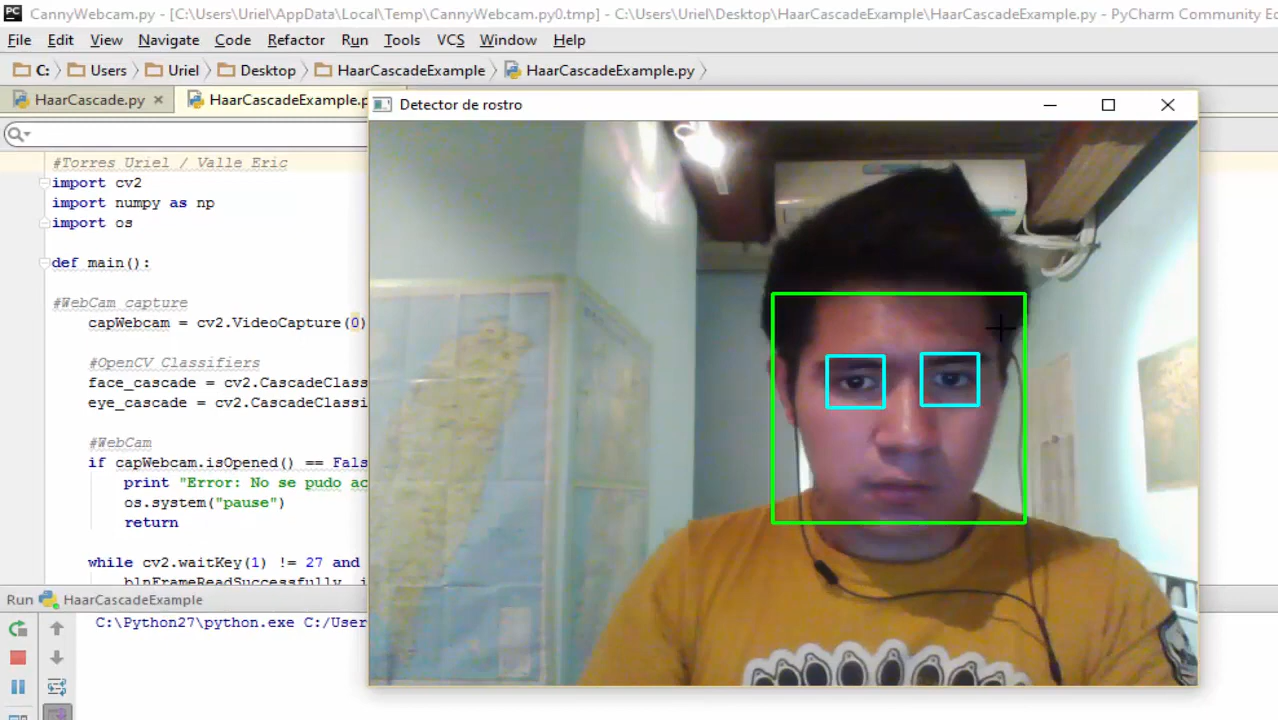 CannyWebcam.py - [C:\Users\Uriel\AppData\Local\Temp\CannyWebcam.py0.tmp] - C:\Users\Uriel\Desktop\HaarCascadeExample\HaarCascadeExample.py - PyCharm Community Ed
File Edit View Navigate Code Refactor Run Tools VCS Window Help
C: Users Uriel Desktop HaarCascadeExample HaarCascadeExample.py
HaarCascade.py HaarCascadeExample.p
Detector de rostro
#Torres Uriel / Valle Eric
import cv2
import numpy as np
import os
def main():
#WebCam capture
capWebcam = cv2.VideoCapture(0)
#OpenCV Classifiers
face_cascade = cv2.CascadeClass
eye_cascade = cv2.CascadeClassi
#WebCam
if capWebcam.isOpened() == Fals
print "Error: No se pudo ac
os.system("pause")
return
while cv2.waitKey(1) != 27 and
blnFrameReadSuccessfully, i
Run HaarCascadeExample
C:\Python27\python.exe C:/User